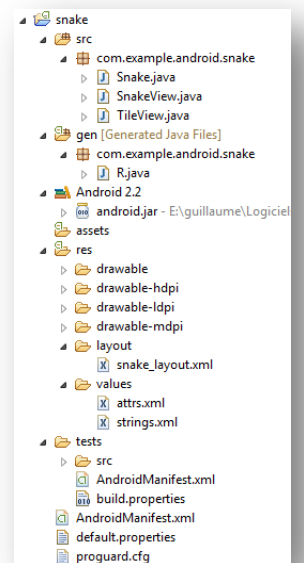 snake
src
com.example.android.snake
Snake.java
SnakeView.java
TileView.java
gen [Generated Java Files]
com.example.android.snake
R.java
Android 2.2
android.jar - E:\guillaume\Logiciel
assets
res
drawable
drawable-hdpi
drawable-ldpi
drawable-mdpi
layout
snake_layout.xml
values
attrs.xml
strings.xml
tests
src
AndroidManifest.xml
build.properties
AndroidManifest.xml
default.properties
proguard.cfg